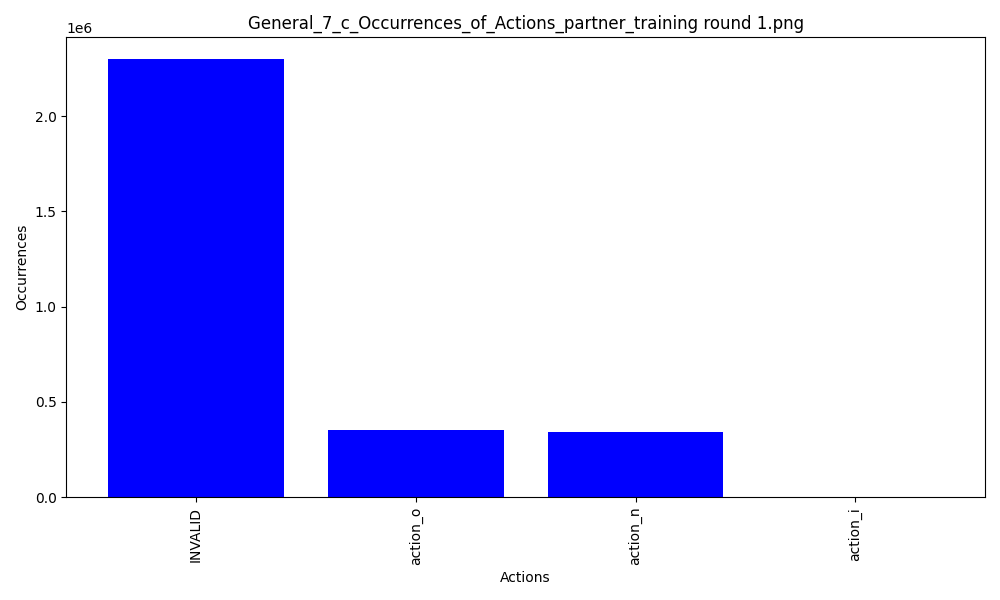 General_7_c_Occurrences_of_Actions_partner_training round 1.png
1e6
2.0
1.5
1.0
0.5
0.0
Occurrences
INVALID
action_o
action_n
action_i
Actions